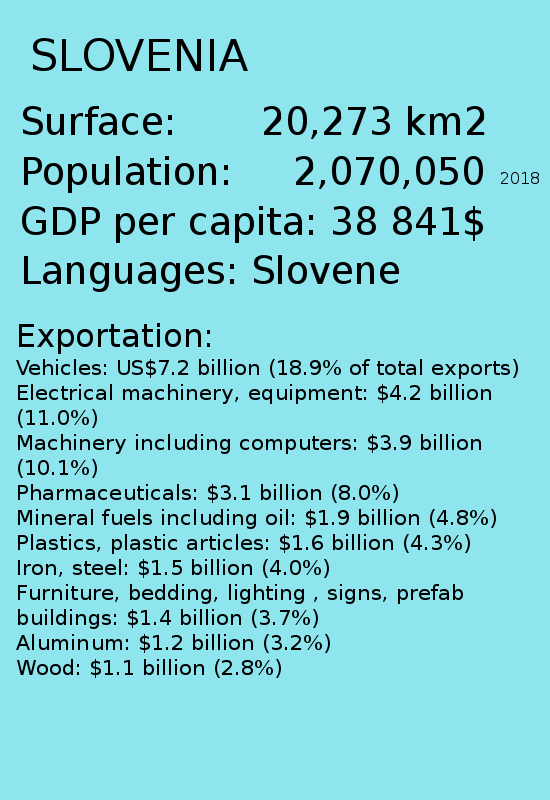 SLOVENIA
Surface: 20,273 km2
Population: 2,070,050 2018
GDP per capita: 38 841$
Languages: Slovene
Exportation:
Vehicles: US$7.2 billion (18.9% of total exports)
Electrical machinery, equipment: $4.2 billion
(11.0%)
Machinery including computers: $3.9 billion
(10.1%)
Pharmaceuticals: $3.1 billion (8.0%)
Mineral fuels including oil: $1.9 billion (4.8%)
Plastics, plastic articles: $1.6 billion (4.3%)
Iron, steel: $1.5 billion (4.0%)
Furniture, bedding, lighting , signs, prefab
buildings: $1.4 billion (3.7%)
Aluminum: $1.2 billion (3.2%)
Wood: $1.1 billion (2.8%)